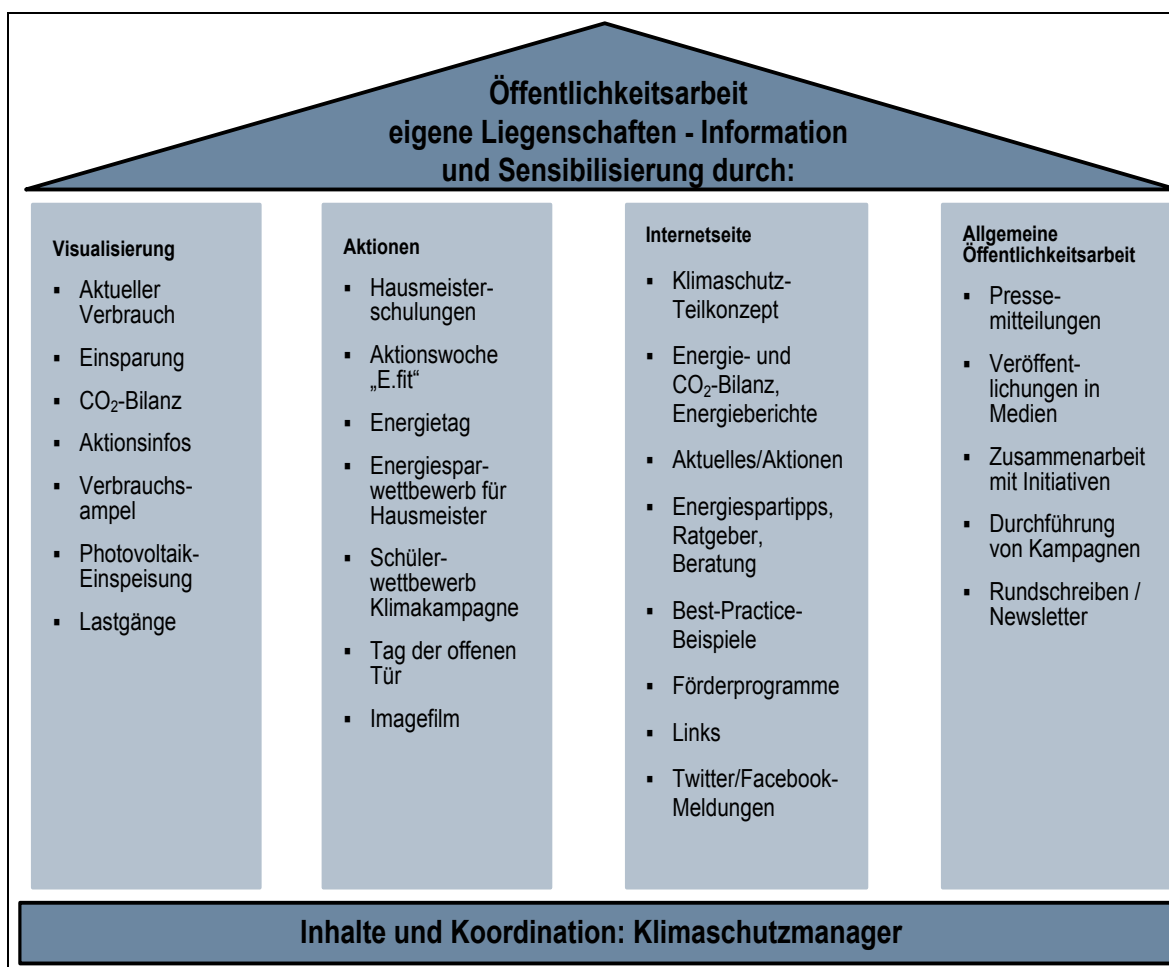 Öffentlichkeitsarbeit
eigene Liegenschaften - Information
und Sensibilisierung durch:
Visualisierung
▪ Aktueller
Verbrauch
▪ Einsparung
▪ CO₂-Bilanz
▪ Aktionsinfos
▪ Verbrauchs-
ampel
▪ Photovoltaik-
Einspeisung
▪ Lastgänge
Aktionen
▪ Hausmeister-
schulungen
▪ Aktionswoche
„E.fit“
▪ Energietag
▪ Energiespar-
wettbewerb für
Hausmeister
▪ Schüler-
wettbewerb
Klimakampagne
▪ Tag der offenen
Tür
▪ Imagefilm
Internetseite
▪ Klimaschutz-
Teilkonzept
▪ Energie- und
CO₂-Bilanz,
Energieberichte
▪ Aktuelles/Aktionen
▪ Energiespartipps,
Ratgeber,
Beratung
▪ Best-Practice-
Beispiele
▪ Förderprogramme
▪ Links
▪ Twitter/Facebook-
Meldungen
Allgemeine
Öffentlichkeitsarbeit
▪ Presse-
mitteilungen
▪ Veröffent-
lichungen in
Medien
▪ Zusammenarbeit
mit Initiativen
▪ Durchführung
von Kampagnen
▪ Rundschreiben /
Newsletter
Inhalte und Koordination: Klimaschutzmanager